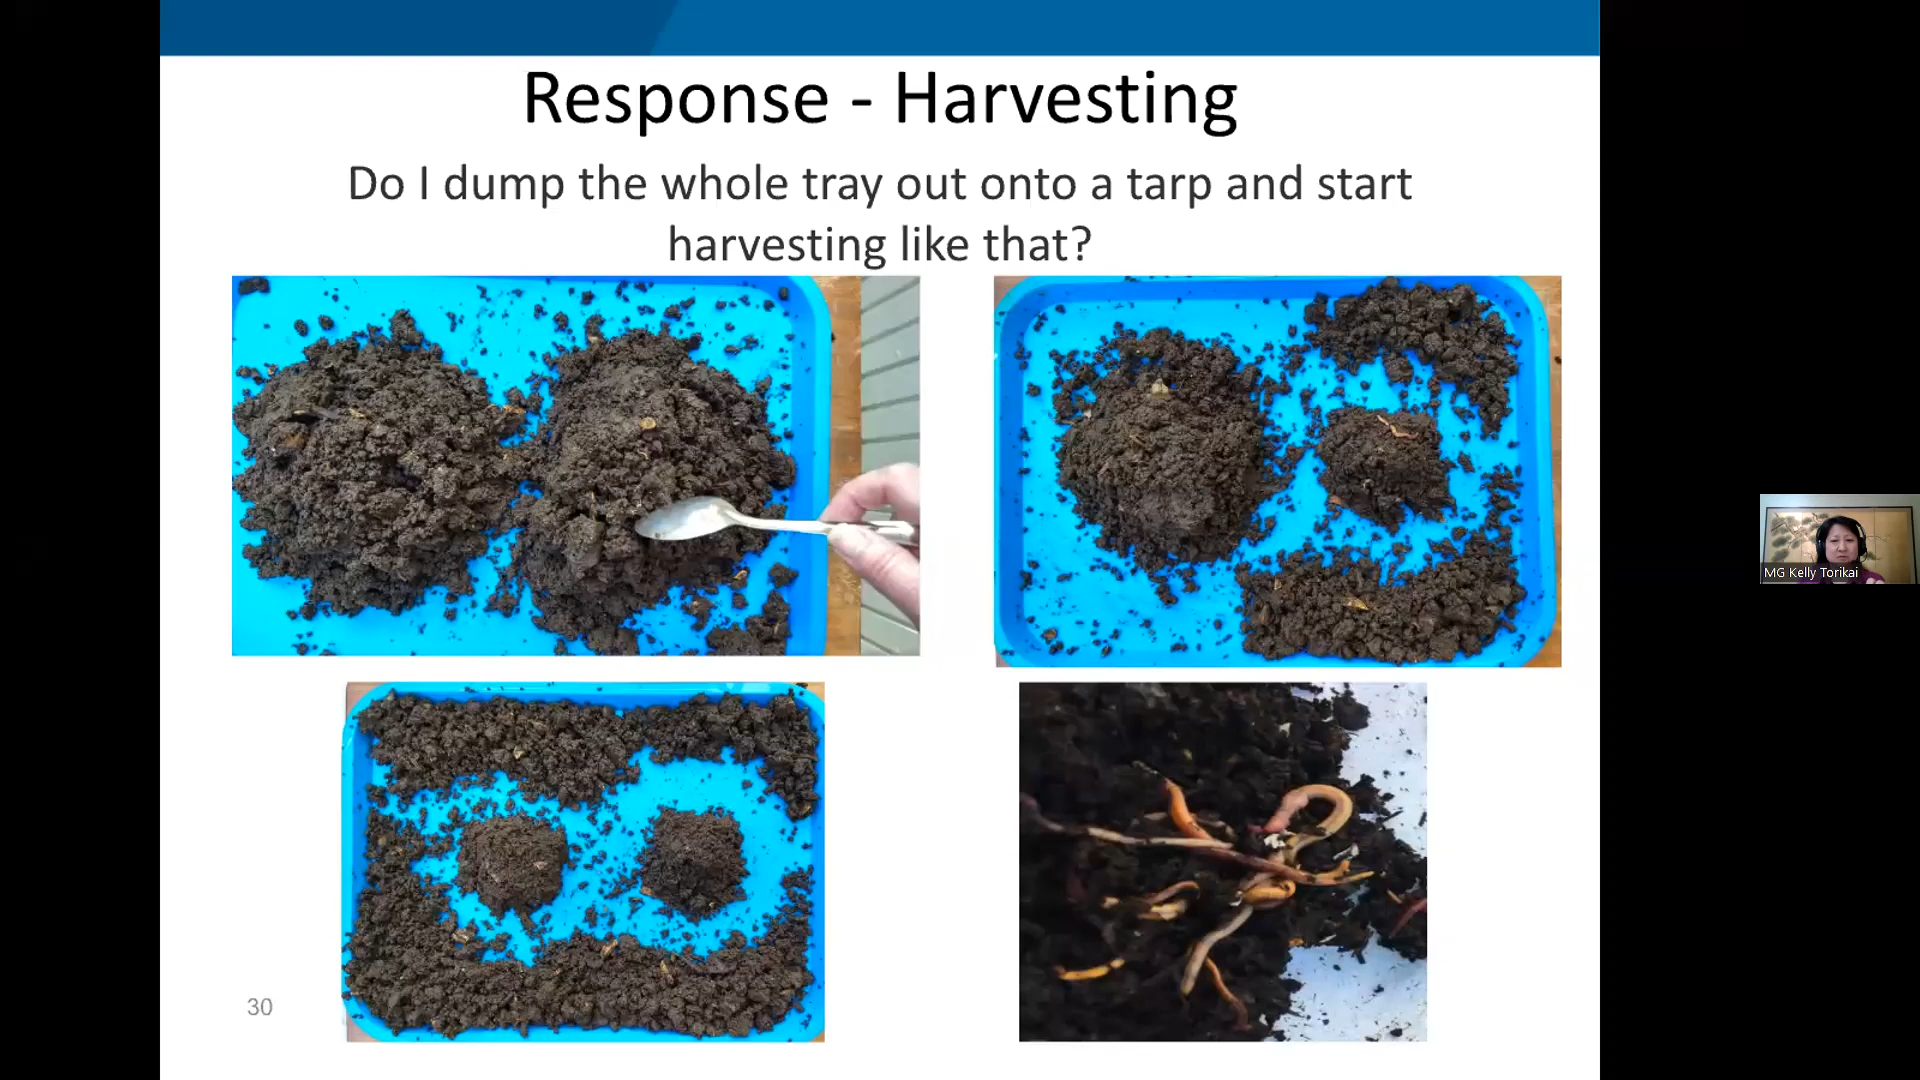 Response - Harvesting
Do I dump the whole tray out onto a tarp and start
harvesting like that?
MG Kelly Torikai
30